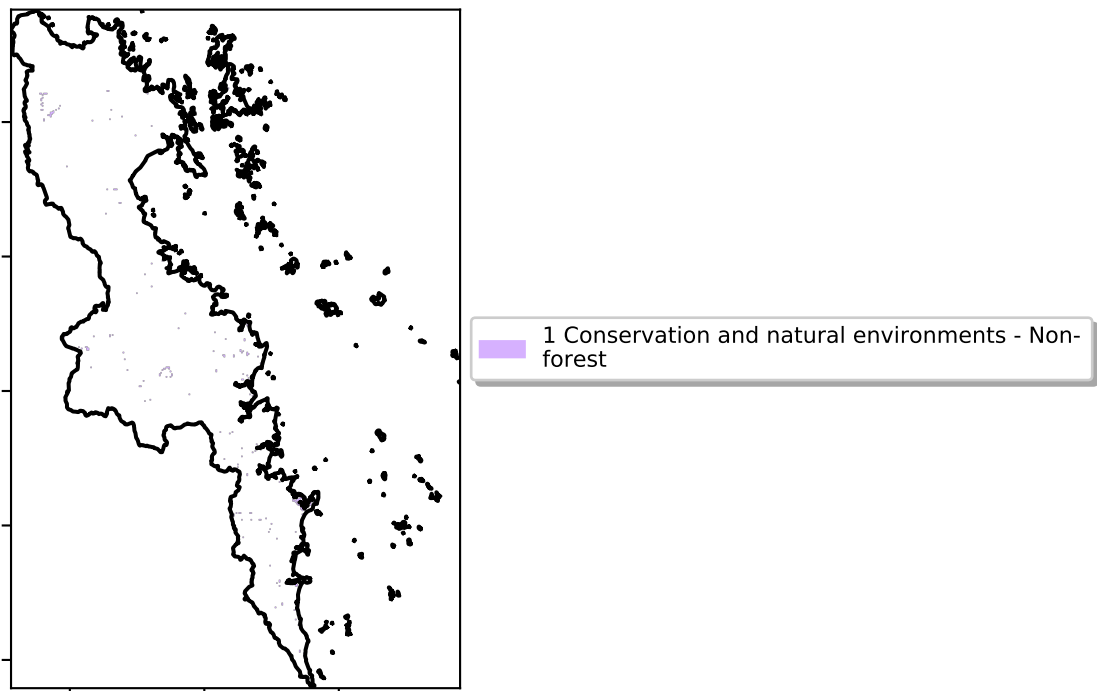 1 Conservation and natural environments - Non-
forest